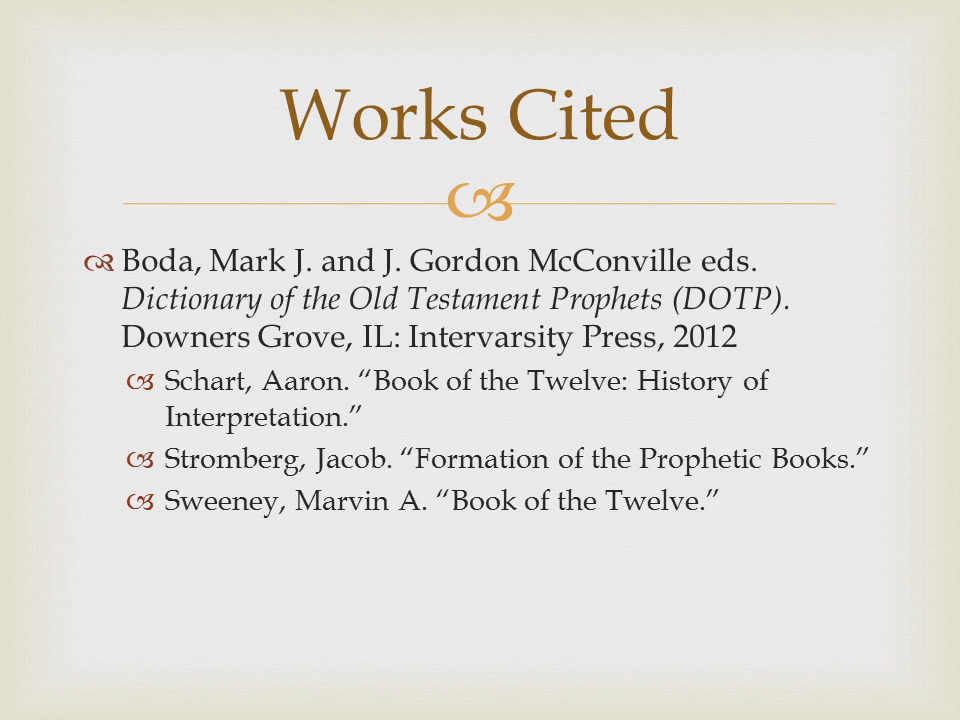 Works Cited
Boda, Mark J. and J. Gordon McConville eds.
Dictionary of the Old Testament Prophets (DOTP).
Downers Grove, IL: Intervarsity Press, 2012
Schart, Aaron. “Book of the Twelve: History of
Interpretation.”
Stromberg, Jacob. “Formation of the Prophetic Books.”
Sweeney, Marvin A. “Book of the Twelve.”